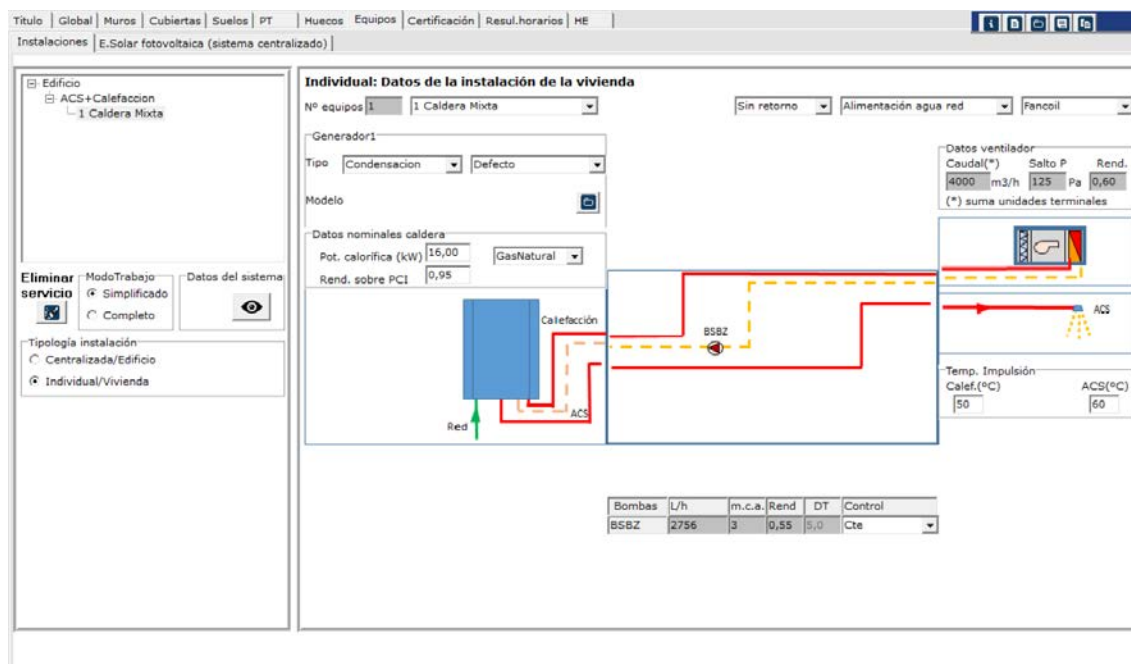 Titulo Global Muros Cubiertas Suelos PT Huecos Equipos Certificación Resul.horarios HE
Instalaciones E.Solar fotovoltaica (sistema centralizado)
Edificio
ACS+Calefaccion
1 Caldera Mixta
Eliminar servicio
ModoTrabajo
Simplificado
Completo
Datos del sistema
Tipología instalación
Centralizada/Edificio
Individual/Vivienda
Individual: Datos de la instalación de la vivienda
Nº equipos 1 1 Caldera Mixta Sin retorno Alimentación agua red Fancoil
Generador1
Tipo Condensacion Defecto
Modelo
Datos nominales caldera
Pot. calorífica (kW) 16,00 GasNatural
Rend. sobre PCI 0,95
Calefacción
ACS
Red
BSBZ
Datos ventilador
Caudal(*) Salto P Rend.
4000 m3/h 125 Pa 0,60
(*) suma unidades terminales
ACS
Temp. Impulsión
Calef.(ºC) ACS(ºC)
50 60
Bombas L/h m.c.a. Rend DT Control
BSBZ 2756 3 0,55 5,0 Cte